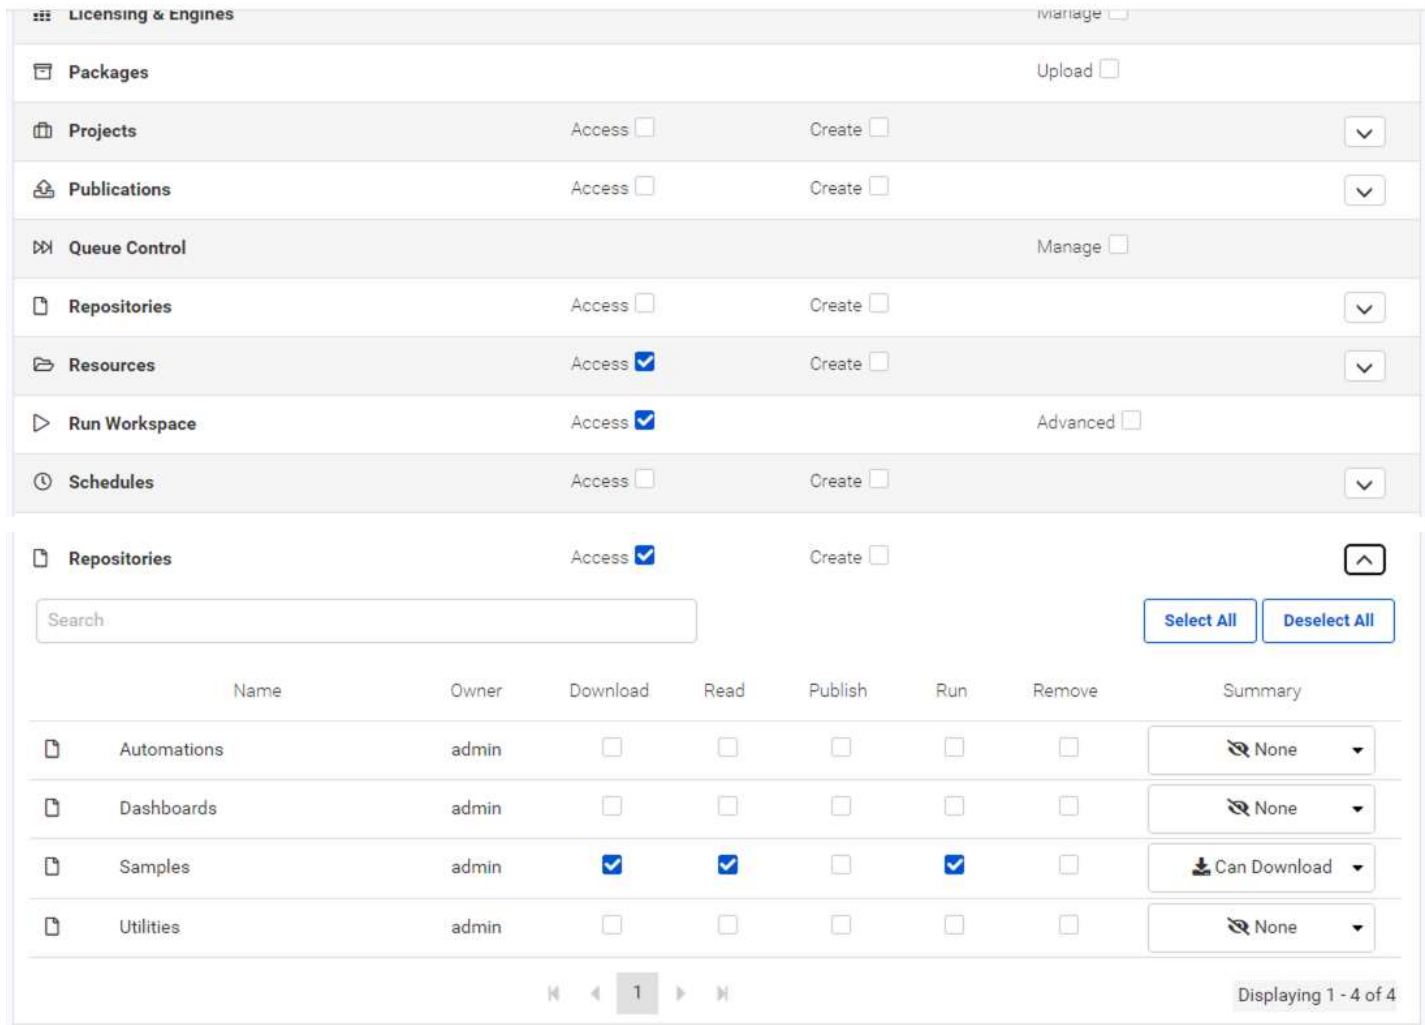 Licensing & Engines Manage
Packages Upload
Projects Access Create
Publications Access Create
Queue Control Manage
Repositories Access Create
Resources Access Create
Run Workspace Access Advanced
Schedules Access Create
Repositories Access Create
Search Select All Deselect All
Name Owner Download Read Publish Run Remove Summary
Automations admin None
Dashboards admin None
Samples admin Can Download
Utilities admin None
1 Displaying 1 - 4 of 4